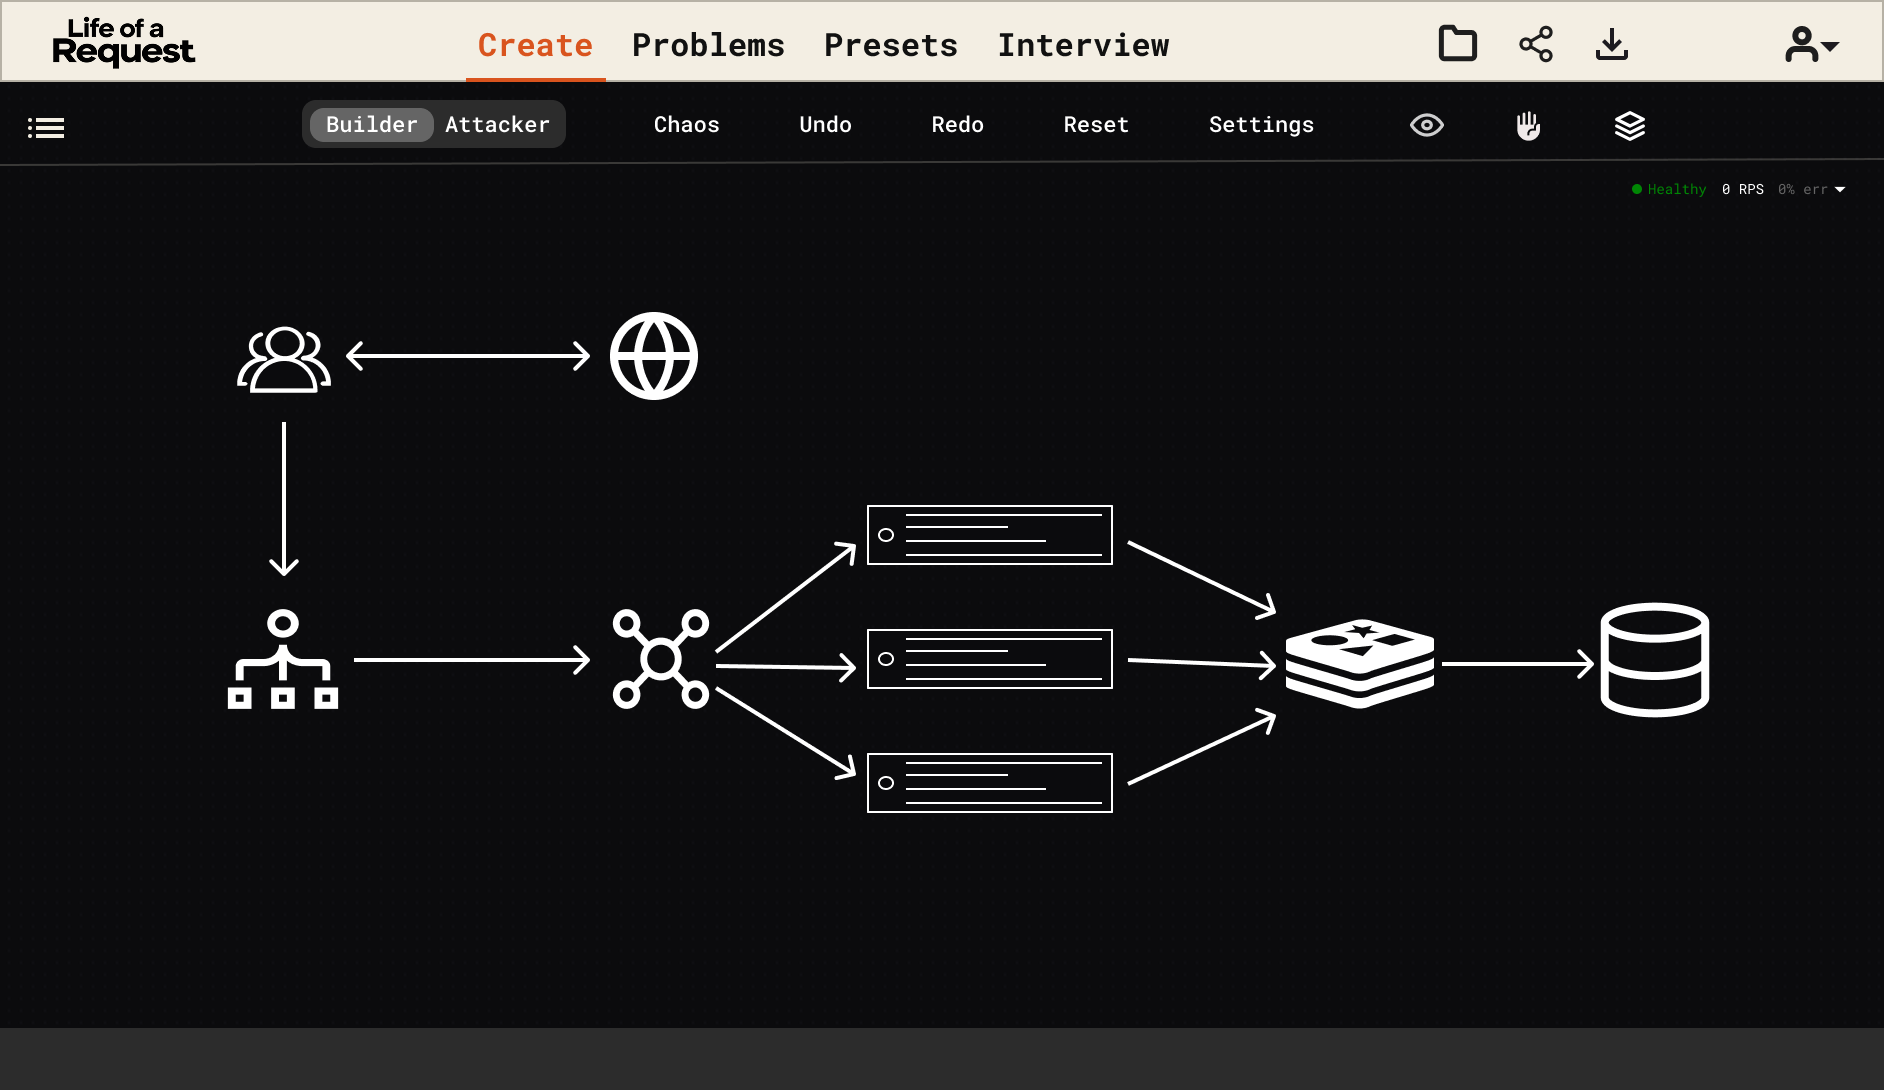 Life of a
Request
Create Problems Presets Interview
Builder Attacker Chaos Undo Redo Reset Settings
Healthy 0 RPS 0% err